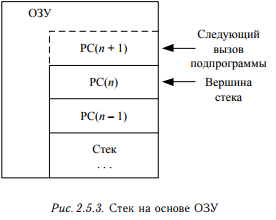 ОЗУ
PC(n + 1)
Следующий
вызов
подпрограммы
PC(n)
Вершина
стека
PC(n – 1)
Стек
. . .
Рис. 2.5.3. Стек на основе ОЗУ